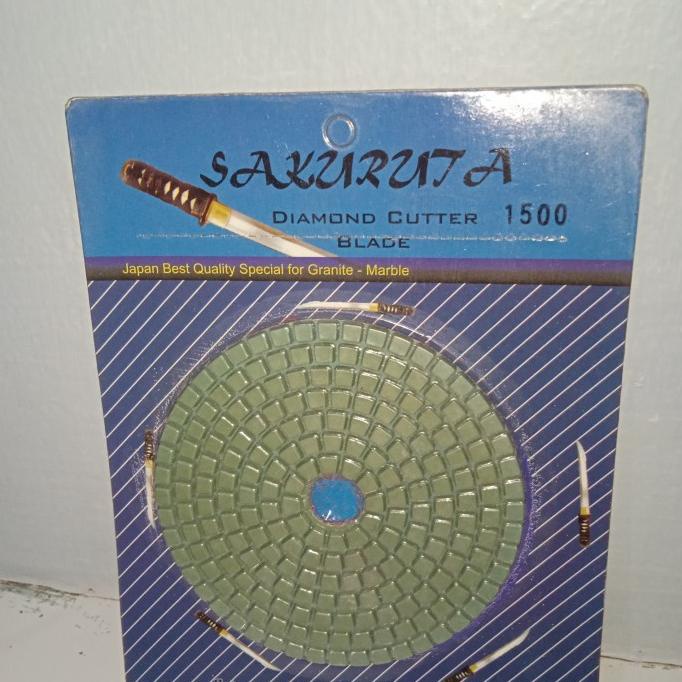 SAKURUTA
DIAMOND CUTTER 1500
BLADE
Japan Best Quality Special for Granite - Marble